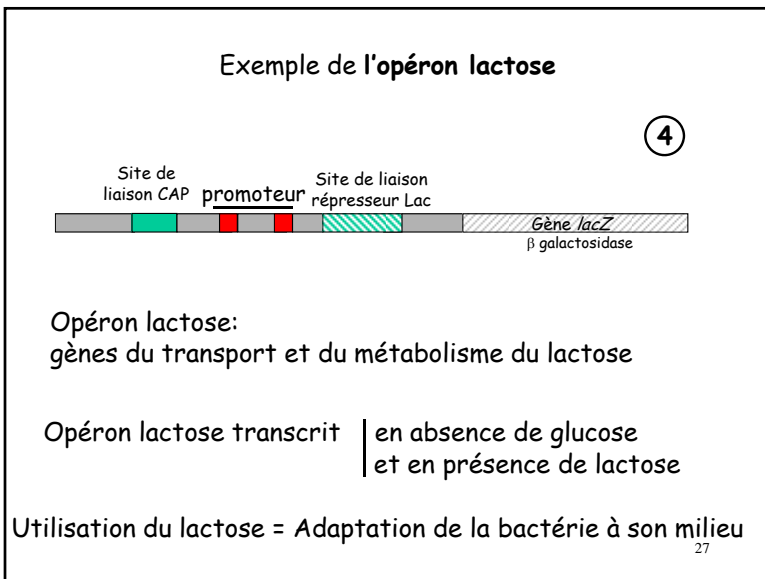 Exemple de l'opéron lactose
4
Site de
liaison CAP
promoteur
Site de liaison
répresseur Lac
Gène lacZ
β galactosidase
Opéron lactose:
gènes du transport et du métabolisme du lactose
Opéron lactose transcrit
en absence de glucose
et en présence de lactose
Utilisation du lactose = Adaptation de la bactérie à son milieu
27